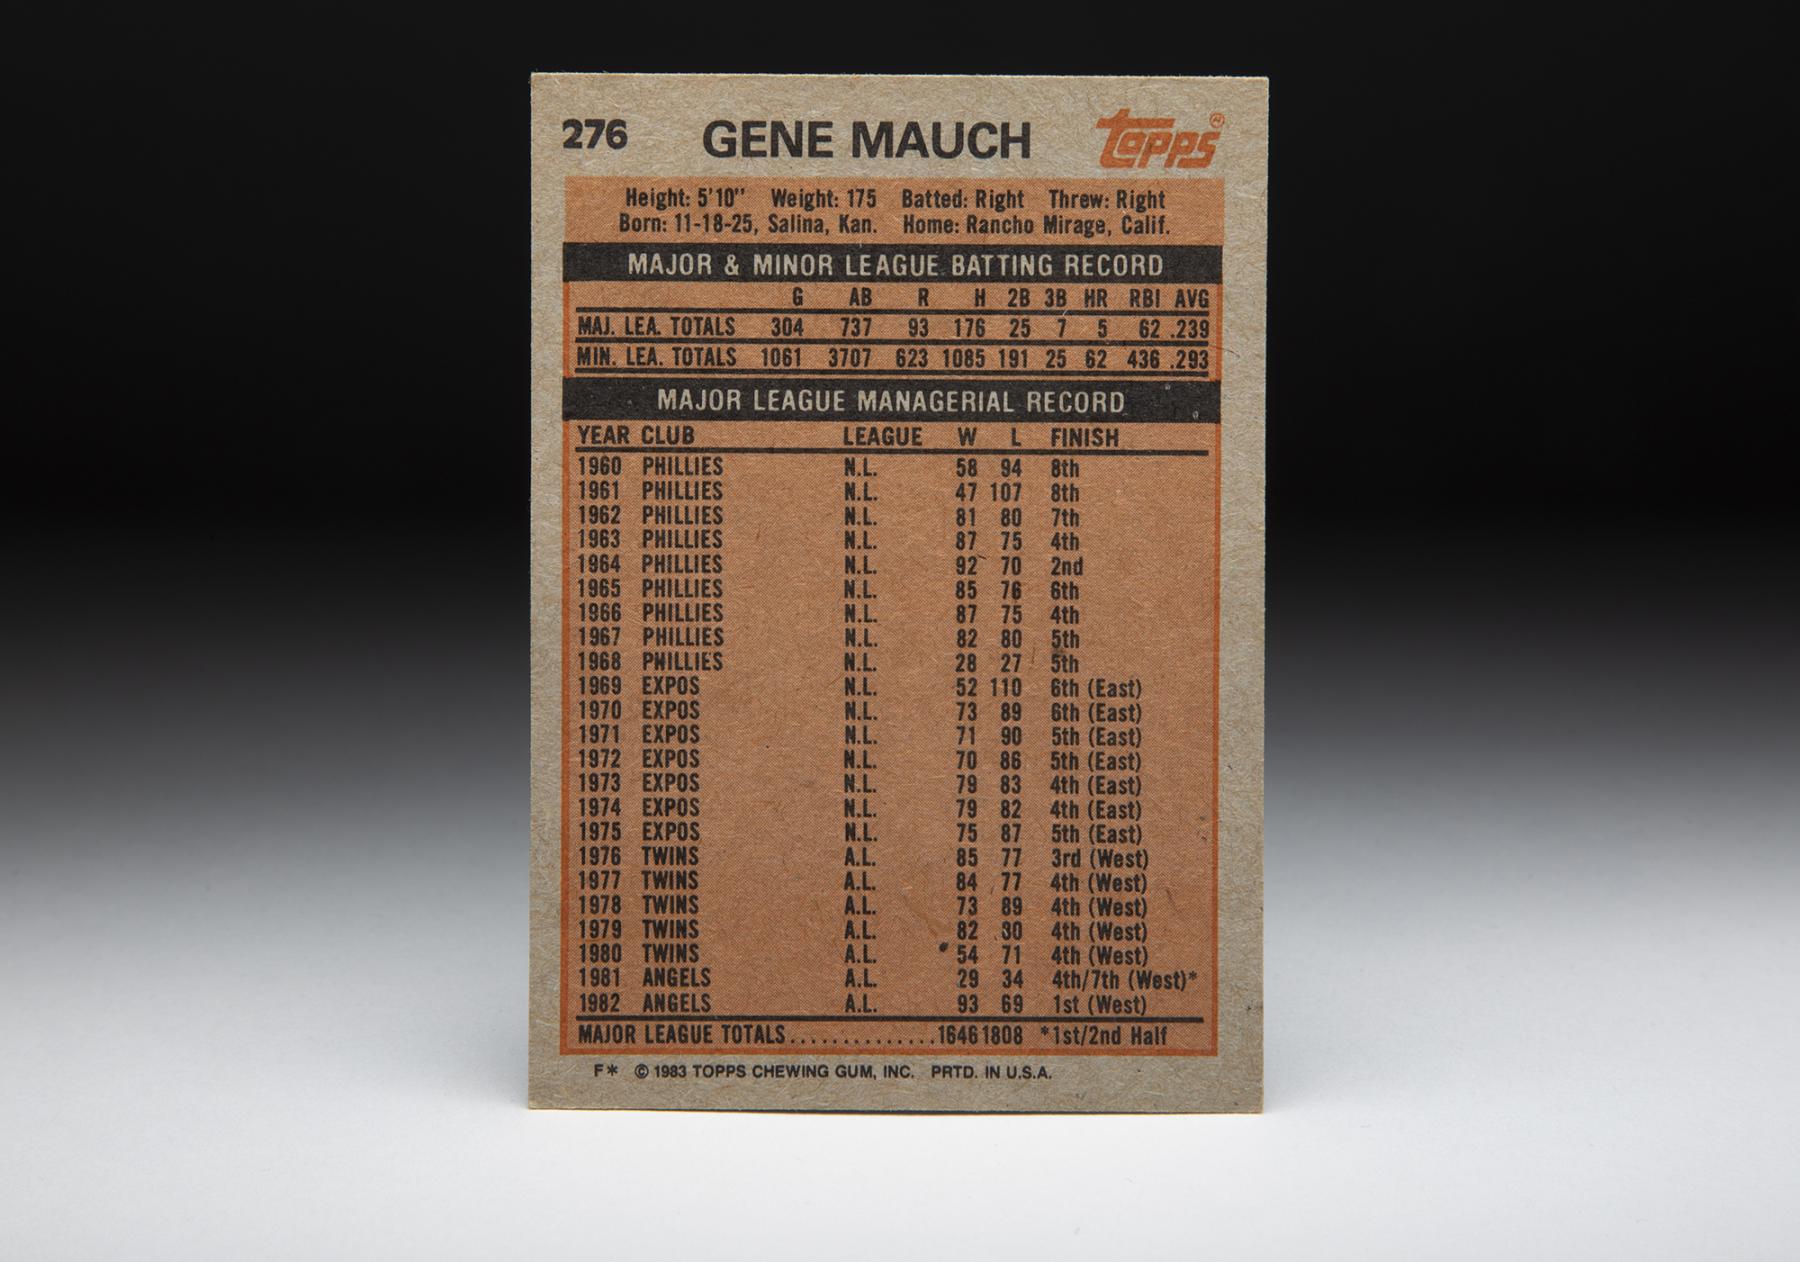 276 GENE MAUCH Topps®
Height: 5'10" Weight: 175 Batted: Right Threw: Right
Born: 11-18-25, Salina, Kan. Home: Rancho Mirage, Calif.
MAJOR & MINOR LEAGUE BATTING RECORD
G AB R H 2B 3B HR RBI AVG
MAJ. LEA. TOTALS 304 737 93 176 25 7 5 62 .239
MIN. LEA. TOTALS 1061 3707 623 1085 191 25 62 436 .293
MAJOR LEAGUE MANAGERIAL RECORD
YEAR CLUB LEAGUE W L FINISH
1960 PHILLIES N.L. 58 94 8th
1961 PHILLIES N.L. 47 107 8th
1962 PHILLIES N.L. 81 80 7th
1963 PHILLIES N.L. 87 75 4th
1964 PHILLIES N.L. 92 70 2nd
1965 PHILLIES N.L. 85 76 6th
1966 PHILLIES N.L. 87 75 4th
1967 PHILLIES N.L. 82 80 5th
1968 PHILLIES N.L. 28 27 5th
1969 EXPOS N.L. 52 110 6th (East)
1970 EXPOS N.L. 73 89 6th (East)
1971 EXPOS N.L. 71 90 5th (East)
1972 EXPOS N.L. 70 86 5th (East)
1973 EXPOS N.L. 79 83 4th (East)
1974 EXPOS N.L. 79 82 4th (East)
1975 EXPOS N.L. 75 87 5th (East)
1976 TWINS A.L. 85 77 3rd (West)
1977 TWINS A.L. 84 77 4th (West)
1978 TWINS A.L. 73 89 4th (West)
1979 TWINS A.L. 82 80 4th (West)
1980 TWINS A.L. 54 71 4th (West)
1981 ANGELS A.L. 29 34 4th/7th (West)*
1982 ANGELS A.L. 93 69 1st (West)
MAJOR LEAGUE TOTALS..............1646 1808 *1st/2nd Half
F* © 1983 TOPPS CHEWING GUM, INC. PRTD. IN U.S.A.